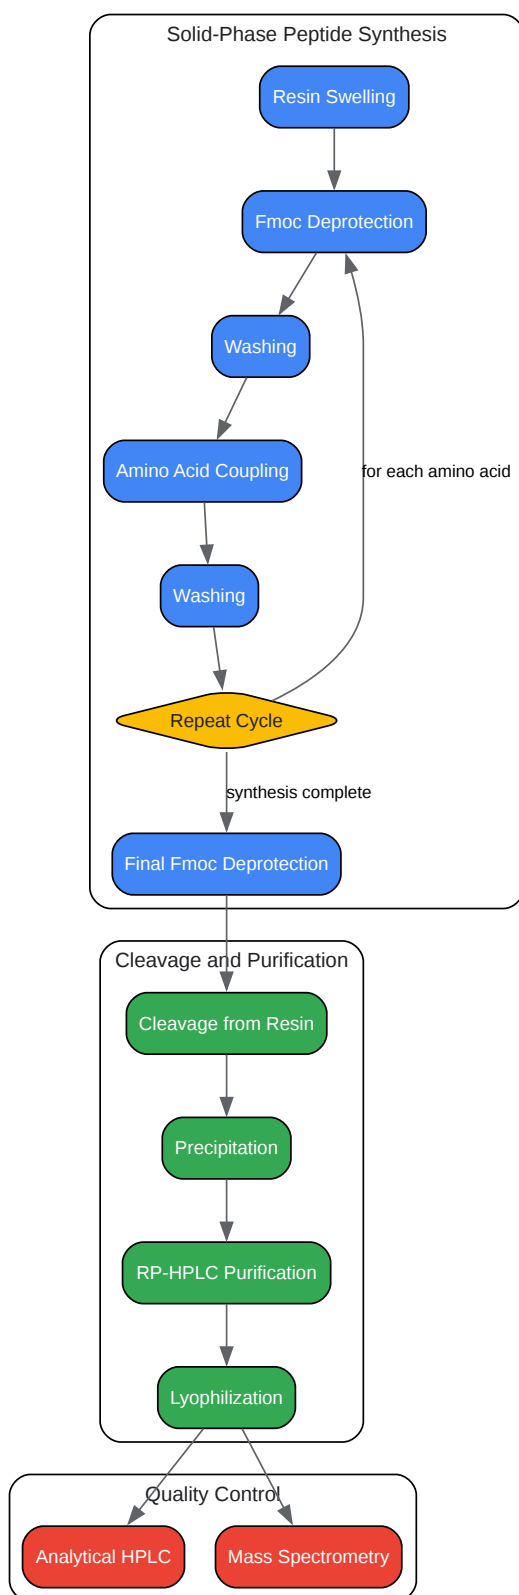 Solid-Phase Peptide Synthesis
Resin Swelling
Fmoc Deprotection
Washing
Amino Acid Coupling
for each amino acid
Washing
Repeat Cycle
synthesis complete
Final Fmoc Deprotection
Cleavage and Purification
Cleavage from Resin
Precipitation
RP-HPLC Purification
Lyophilization
Quality Control
Analytical HPLC
Mass Spectrometry